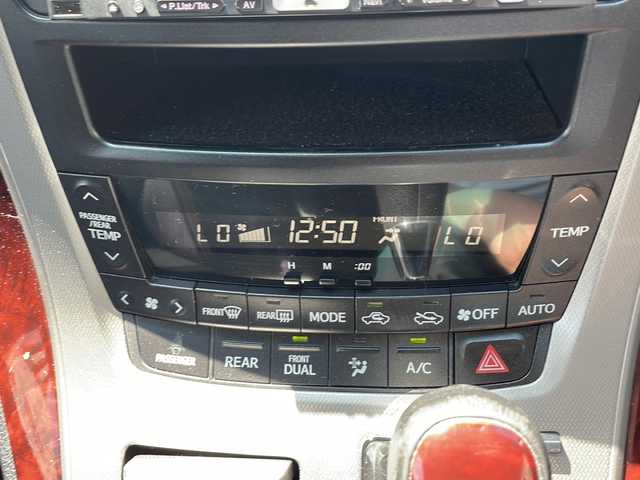 P.List/Trk
AV
PASSENGER
/REAR
TEMP
LO
12:50
FRONT
LO
TEMP
H M :00
FRONT
REAR
MODE
OFF
AUTO
PASSENGER
REAR
FRONT
DUAL
A/C